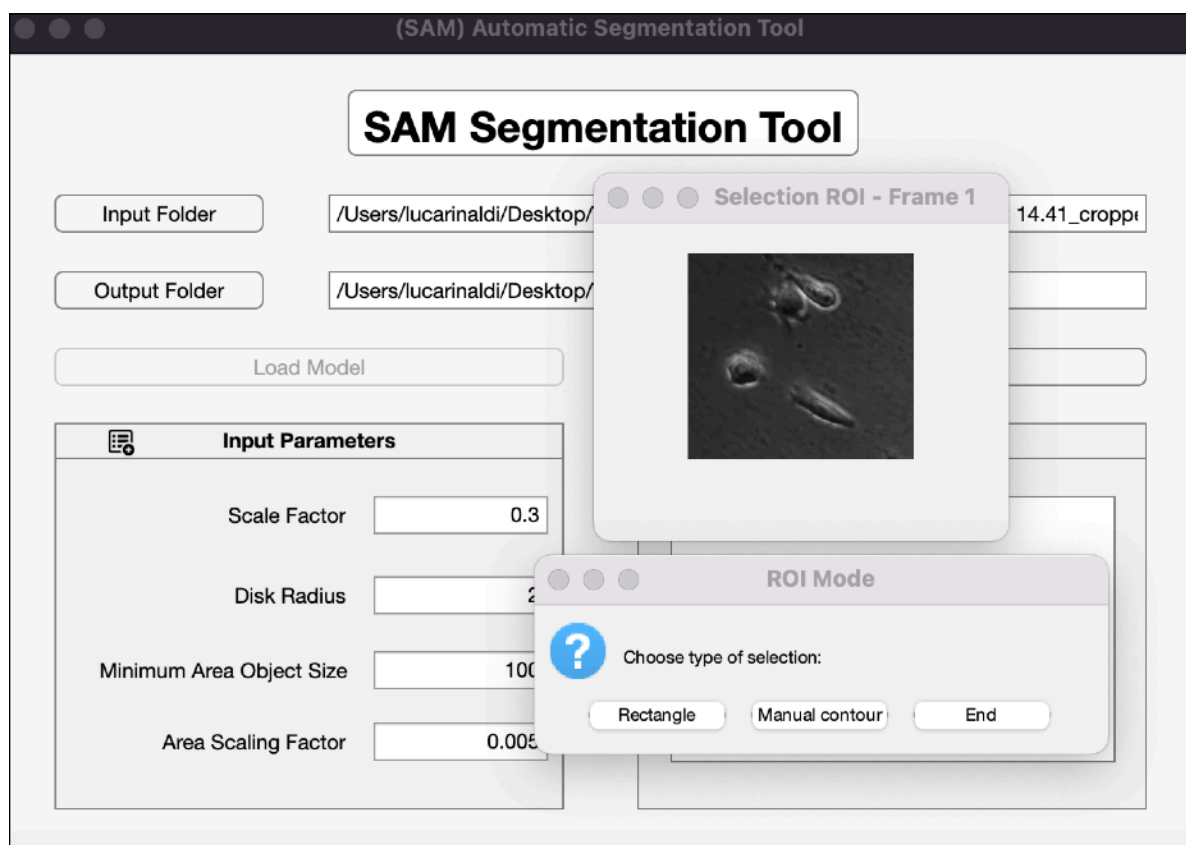 (SAM) Automatic Segmentation Tool
SAM Segmentation Tool
Input Folder
/Users/lucarinaldi/Desktop/
14.41_croppe
Output Folder
/Users/lucarinaldi/Desktop/
Load Model
Selection ROI - Frame 1
Input Parameters
Scale Factor
0.3
Disk Radius
2
Minimum Area Object Size
100
Area Scaling Factor
0.005
ROI Mode
?
Choose type of selection:
Rectangle
Manual contour
End